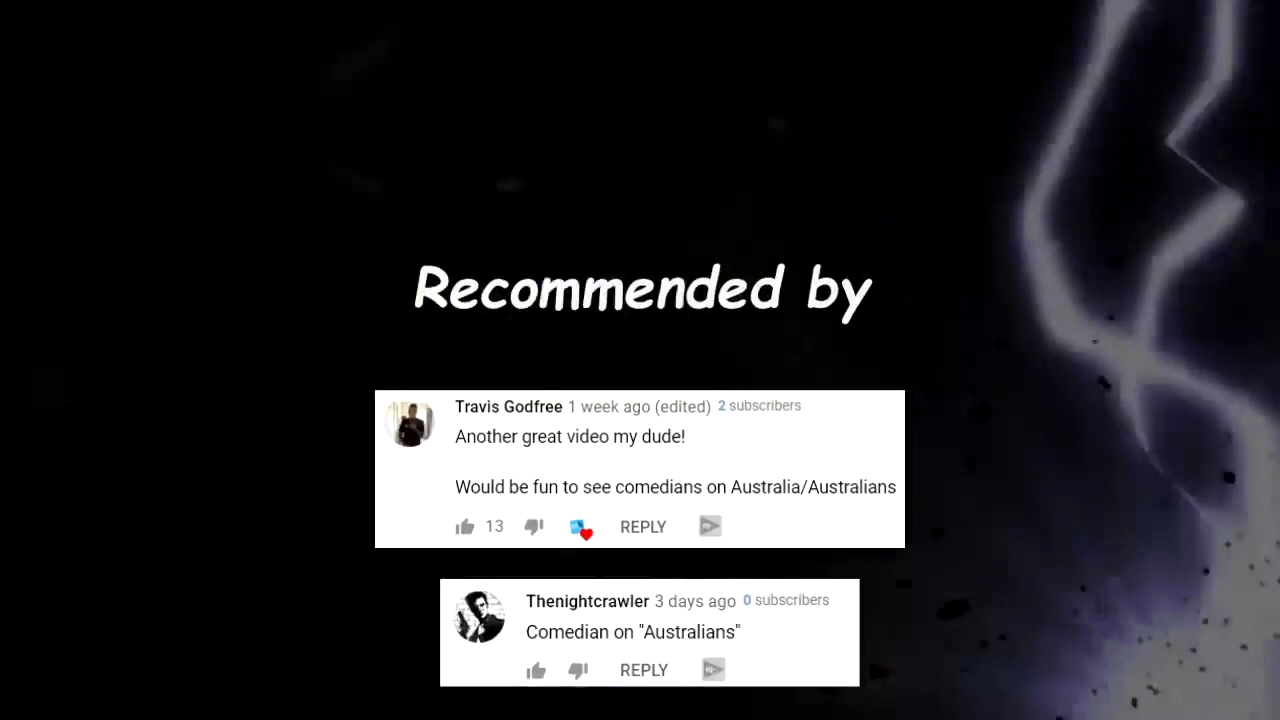 Recommended by
Travis Godfree 1 week ago (edited) 2 subscribers
Another great video my dude!
Would be fun to see comedians on Australia/Australians
13 REPLY
Thenightcrawler 3 days ago 0 subscribers
Comedian on "Australians"
REPLY